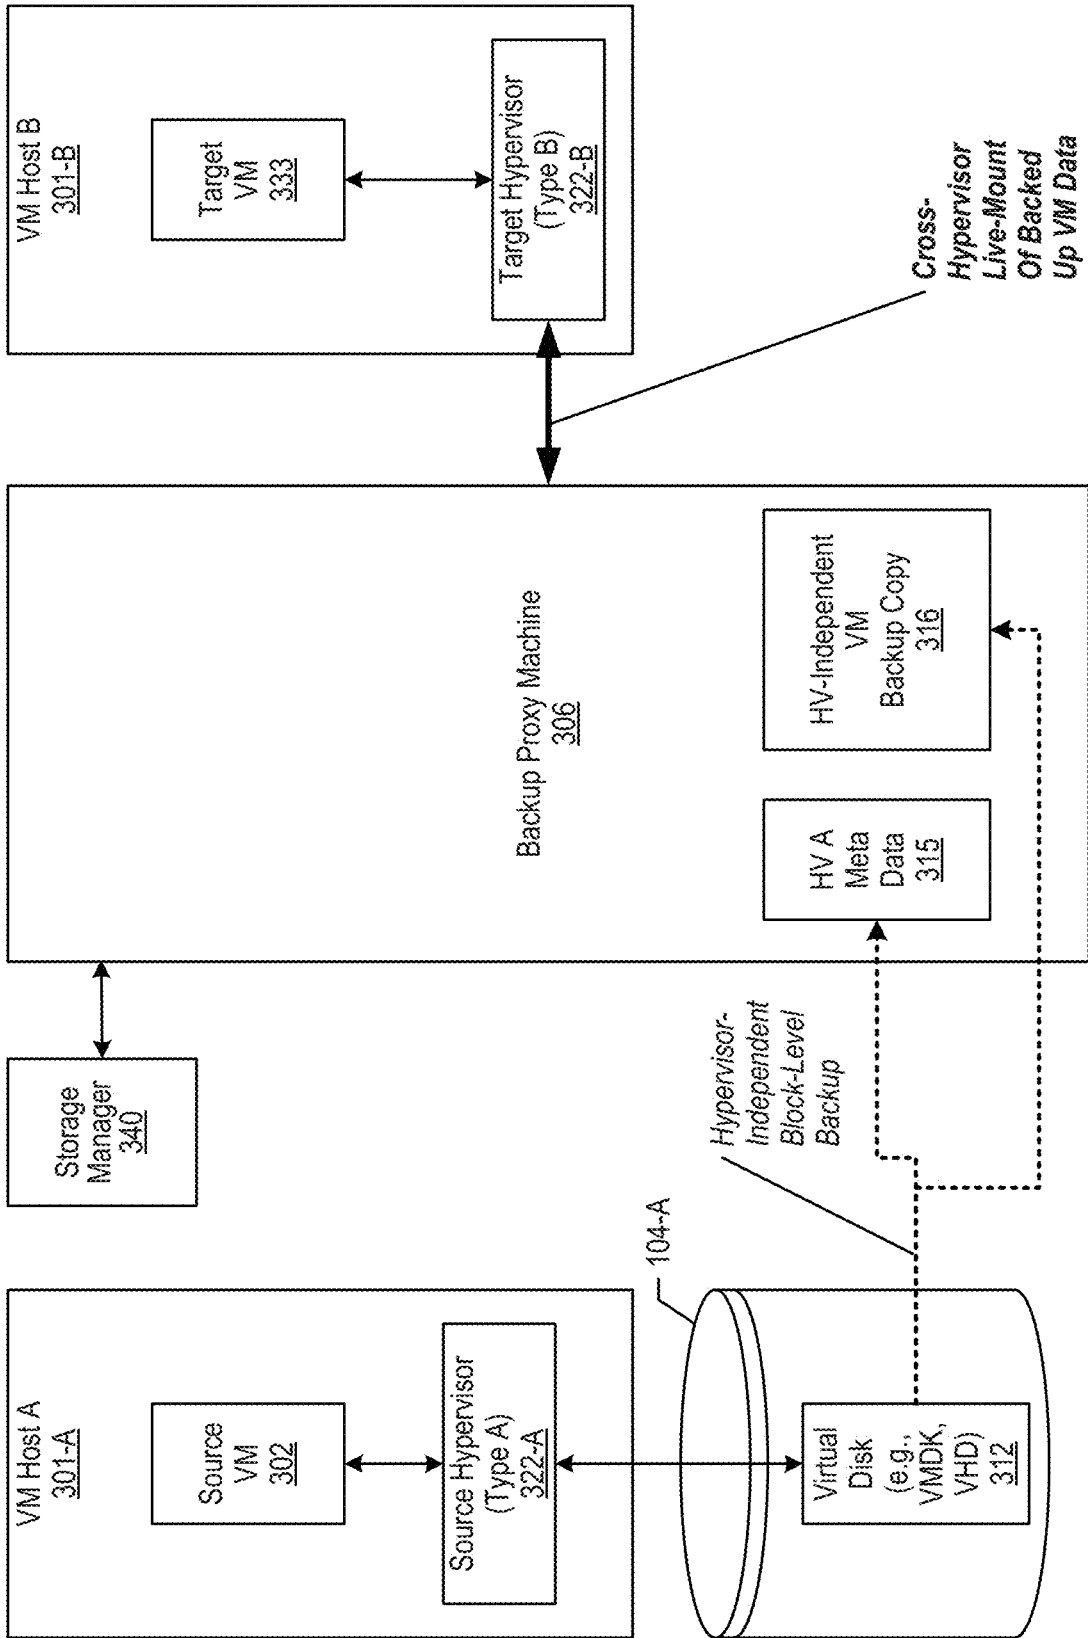 VM Host A
301-A
Source
VM
302
Source Hypervisor
(Type A)
322-A
104-A
Virtual
Disk
(e.g.,
VMDK,
VHD)
312
Storage
Manager
340
Hypervisor-
Independent
Block-Level
Backup
Backup Proxy Machine
306
HV A
Meta
Data
315
HV-Independent
VM
Backup Copy
316
VM Host B
301-B
Target
VM
333
Target Hypervisor
(Type B)
322-B
Cross-
Hypervisor
Live-Mount
Of Backed
Up VM Data